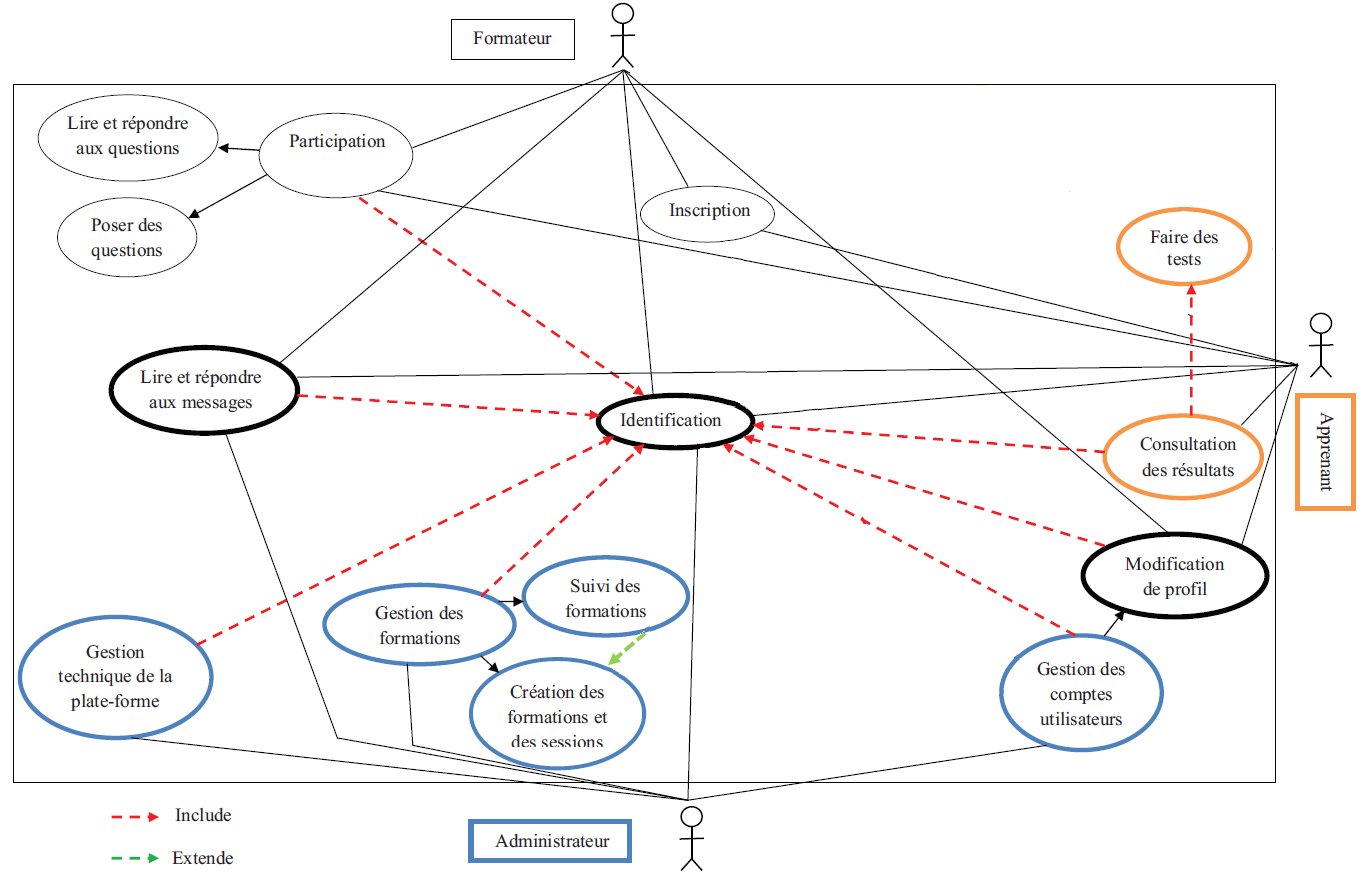 Formateur
Lire et répondre
aux questions
Participation
Poser des
questions
Inscription
Faire des
tests
Lire et répondre
aux messages
Identification
Consultation
des résultats
Apprenant
Modification
de profil
Suivi des
formations
Gestion des
formations
Gestion
technique de la
plate-forme
Création des
formations et
des sessions
Gestion des
comptes
utilisateurs
Include
Administrateur
Extende